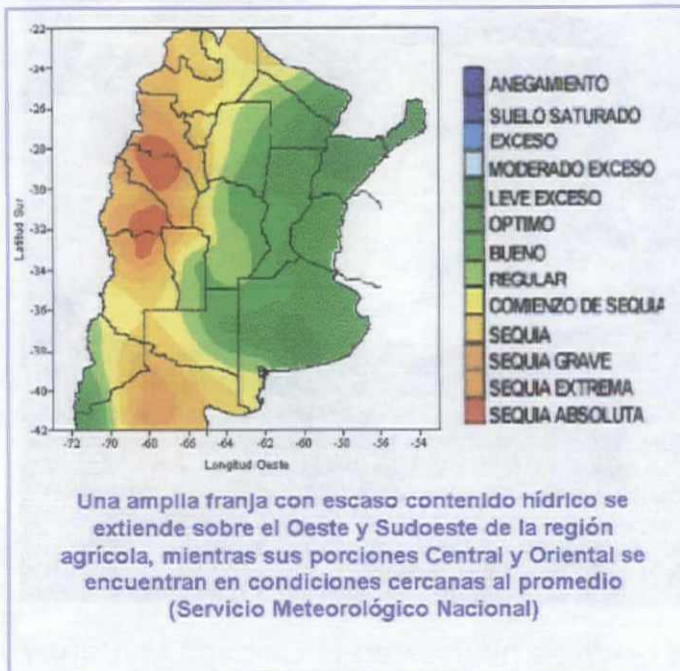 -22
-24
-26
-28
-30
-32
-34
-36
-38
-40
-42
Latitud Sur
-72 -70 -68 -66 -64 -62 -60 -58 -56 -54
Longitud Oeste
ANEGAMIENTO
SUELO SATURADO
EXCESO
MODERADO EXCESO
LEVE EXCESO
OPTIMO
BUENO
REGULAR
COMIENZO DE SEQUIA
SEQUIA
SEQUIA GRAVE
SEQUIA EXTREMA
SEQUIA ABSOLUTA
Una amplia franja con escaso contenido hídrico se
extiende sobre el Oeste y Sudoeste de la región
agrícola, mientras sus porciones Central y Oriental se
encuentran en condiciones cercanas al promedio
(Servicio Meteorológico Nacional)